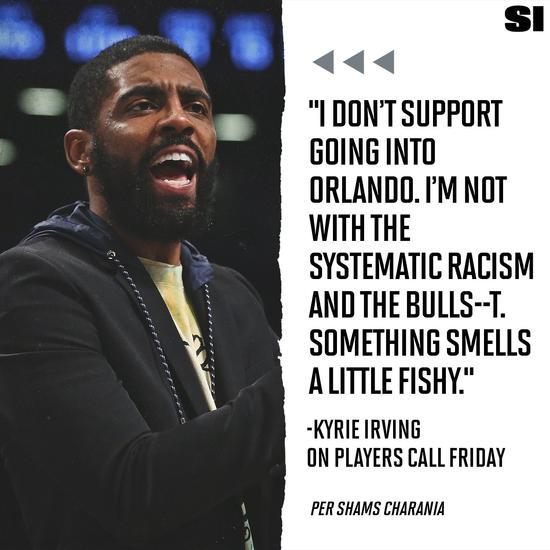 SI
"I DON'T SUPPORT
GOING INTO
ORLANDO. I'M NOT
WITH THE
SYSTEMATIC RACISM
AND THE BULLS--T.
SOMETHING SMELLS
A LITTLE FISHY."
-KYRIE IRVING
ON PLAYERS CALL FRIDAY
PER SHAMS CHARANIA